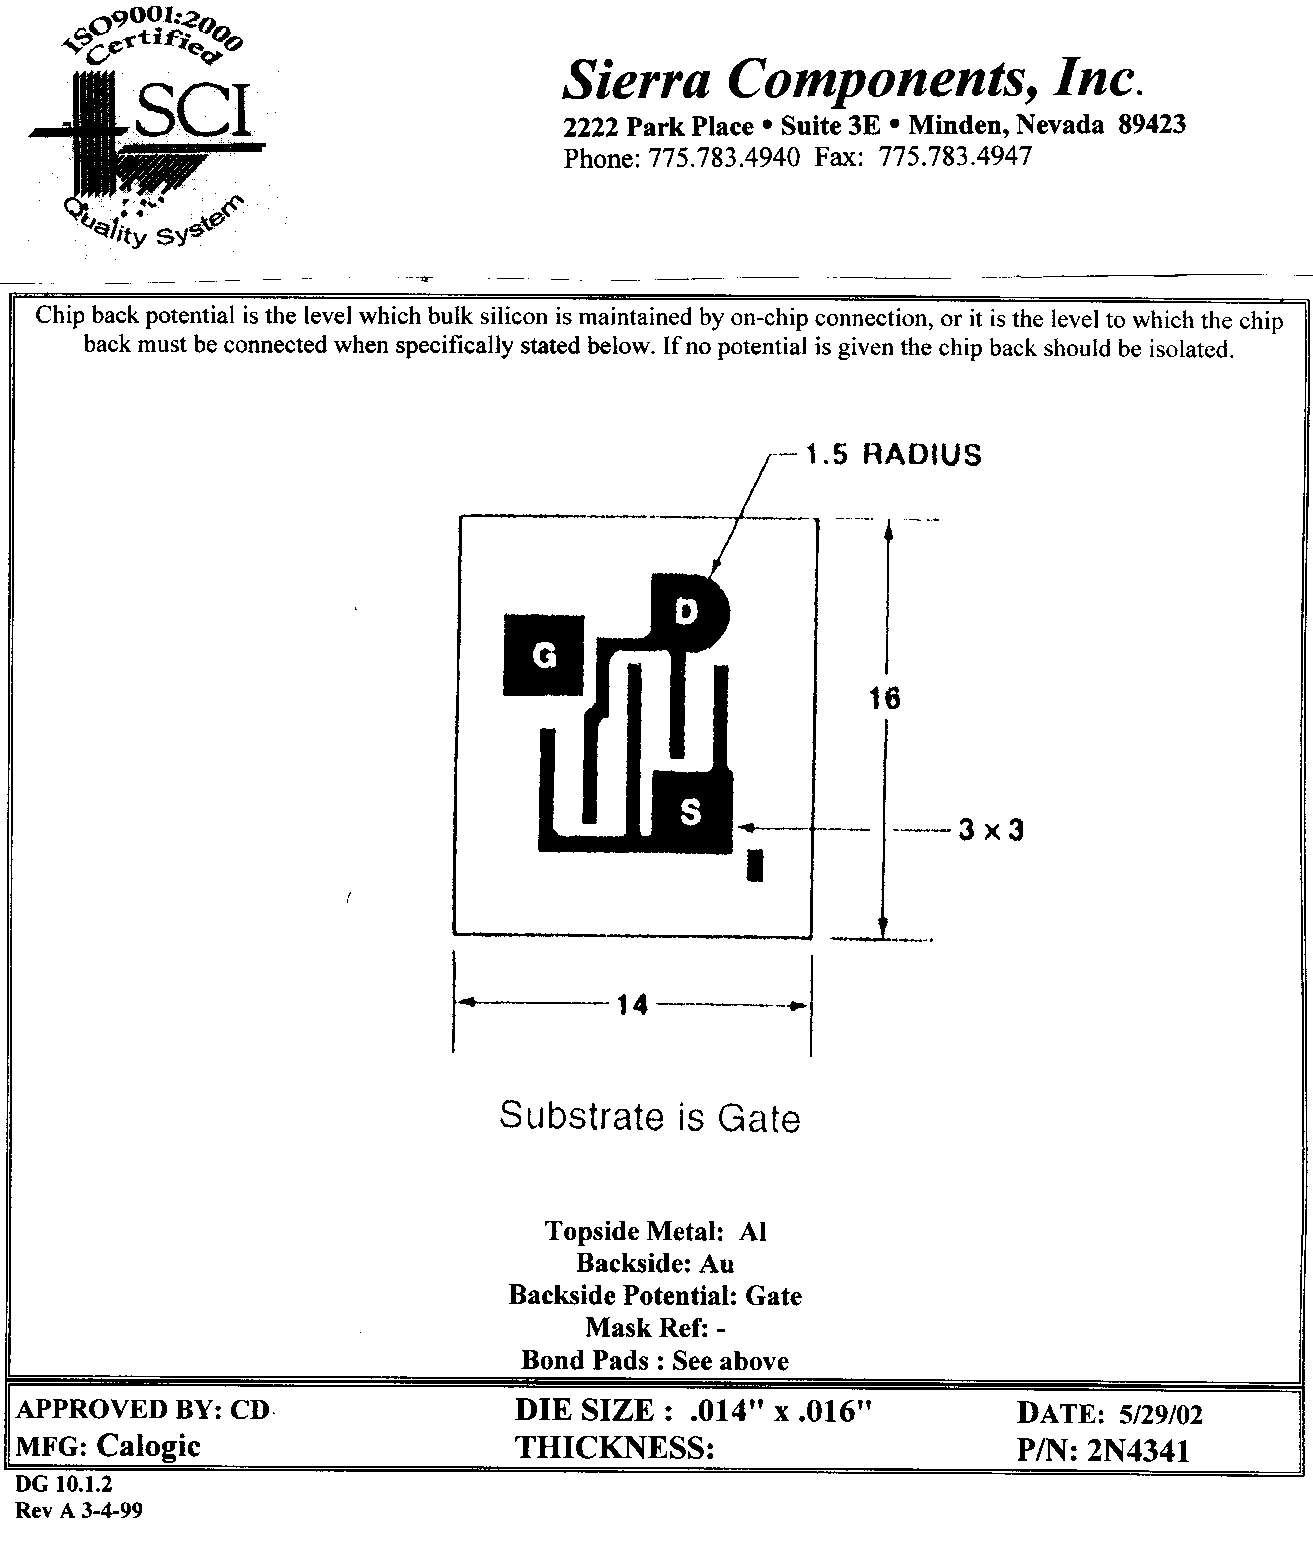 ISO9001:2000
Certified
SCI
Quality System
Sierra Components, Inc.
2222 Park Place • Suite 3E • Minden, Nevada 89423
Phone: 775.783.4940 Fax: 775.783.4947
Chip back potential is the level which bulk silicon is maintained by on-chip connection, or it is the level to which the chip
back must be connected when specifically stated below. If no potential is given the chip back should be isolated.
1.5 RADIUS
D
G
16
S
3 x 3
14
Substrate is Gate
Topside Metal: Al
Backside: Au
Backside Potential: Gate
Mask Ref: -
Bond Pads : See above
APPROVED BY: CD
DIE SIZE : .014" x .016"
DATE: 5/29/02
MFG: Calogic
THICKNESS:
P/N: 2N4341
DG 10.1.2
Rev A 3-4-99